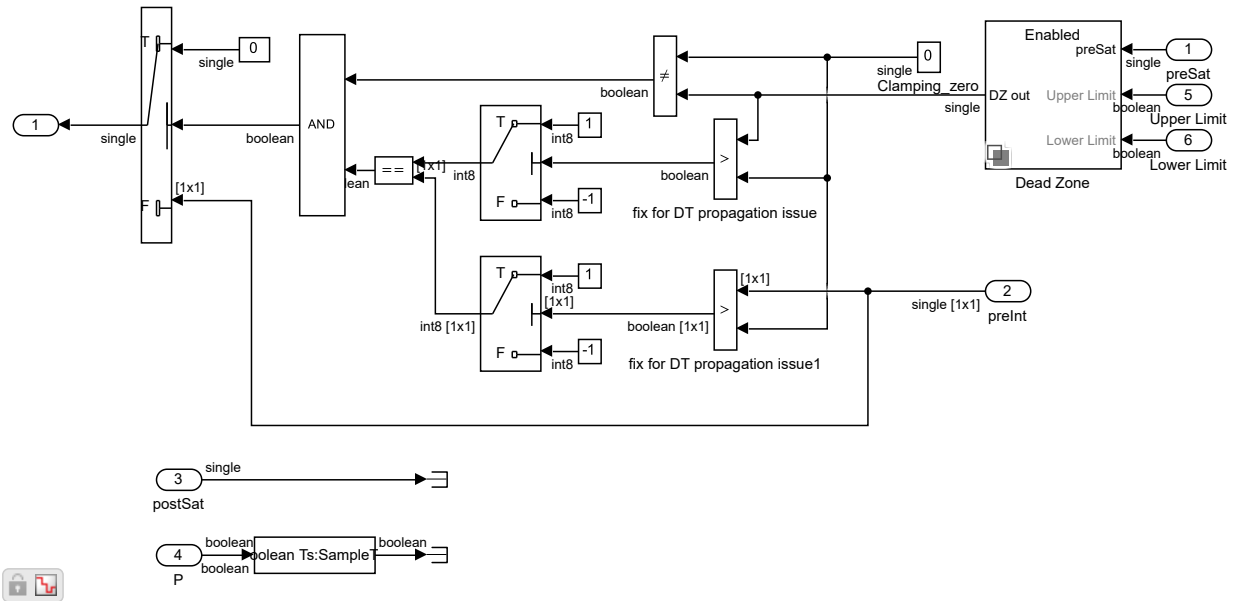 T
0
single
F
[1x1]
1
single
boolean
AND
boolean
≠
0
single
Clamping_zero
single
Enabled
preSat
DZ out
Upper Limit
Lower Limit
Dead Zone
1
single
preSat
5
boolean
Upper Limit
6
boolean
Lower Limit
T
F
1
int8
-1
int8
int8
[1x1]
==
lean
boolean
>
fix for DT propagation issue
T
F
1
int8
[1x1]
-1
int8
int8 [1x1]
boolean [1x1]
>
[1x1]
fix for DT propagation issue1
single [1x1]
2
preInt
3
single
postSat
4
boolean
boolean
P
oolean Ts:SampleT
boolean